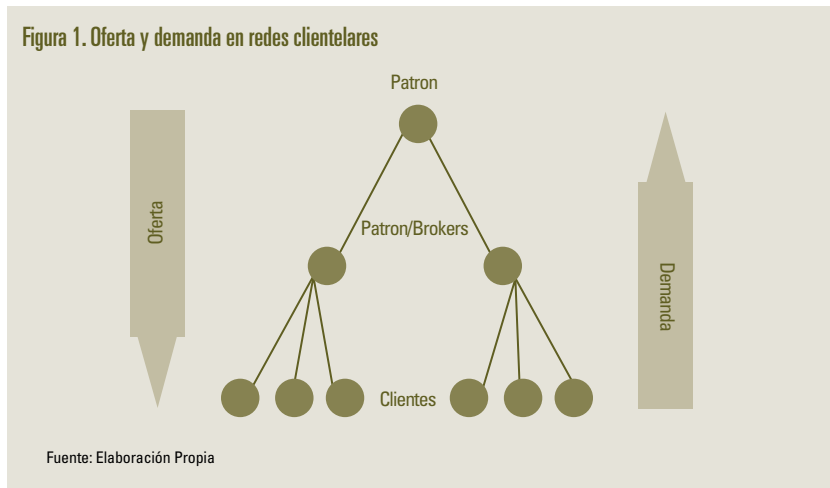 Figura 1. Oferta y demanda en redes clientelares
Patron
Oferta
Patron/Brokers
Demanda
Clientes
Fuente: Elaboración Propia